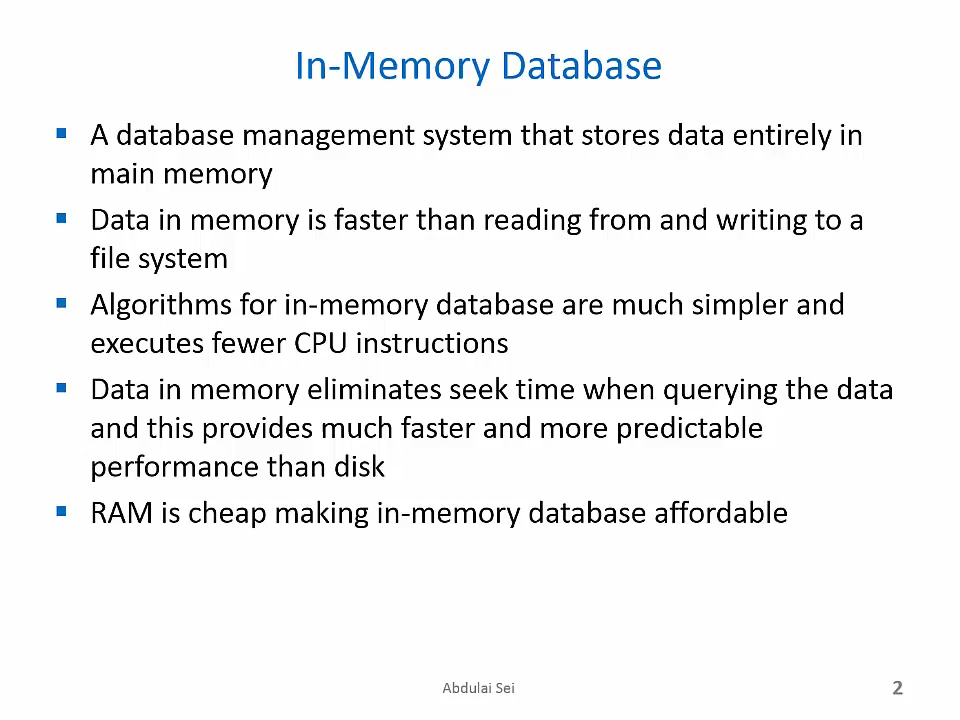 In-Memory Database
A database management system that stores data entirely in
main memory
Data in memory is faster than reading from and writing to a
file system
Algorithms for in-memory database are much simpler and
executes fewer CPU instructions
Data in memory eliminates seek time when querying the data
and this provides much faster and more predictable
performance than disk
RAM is cheap making in-memory database affordable
Abdulai Sei
2